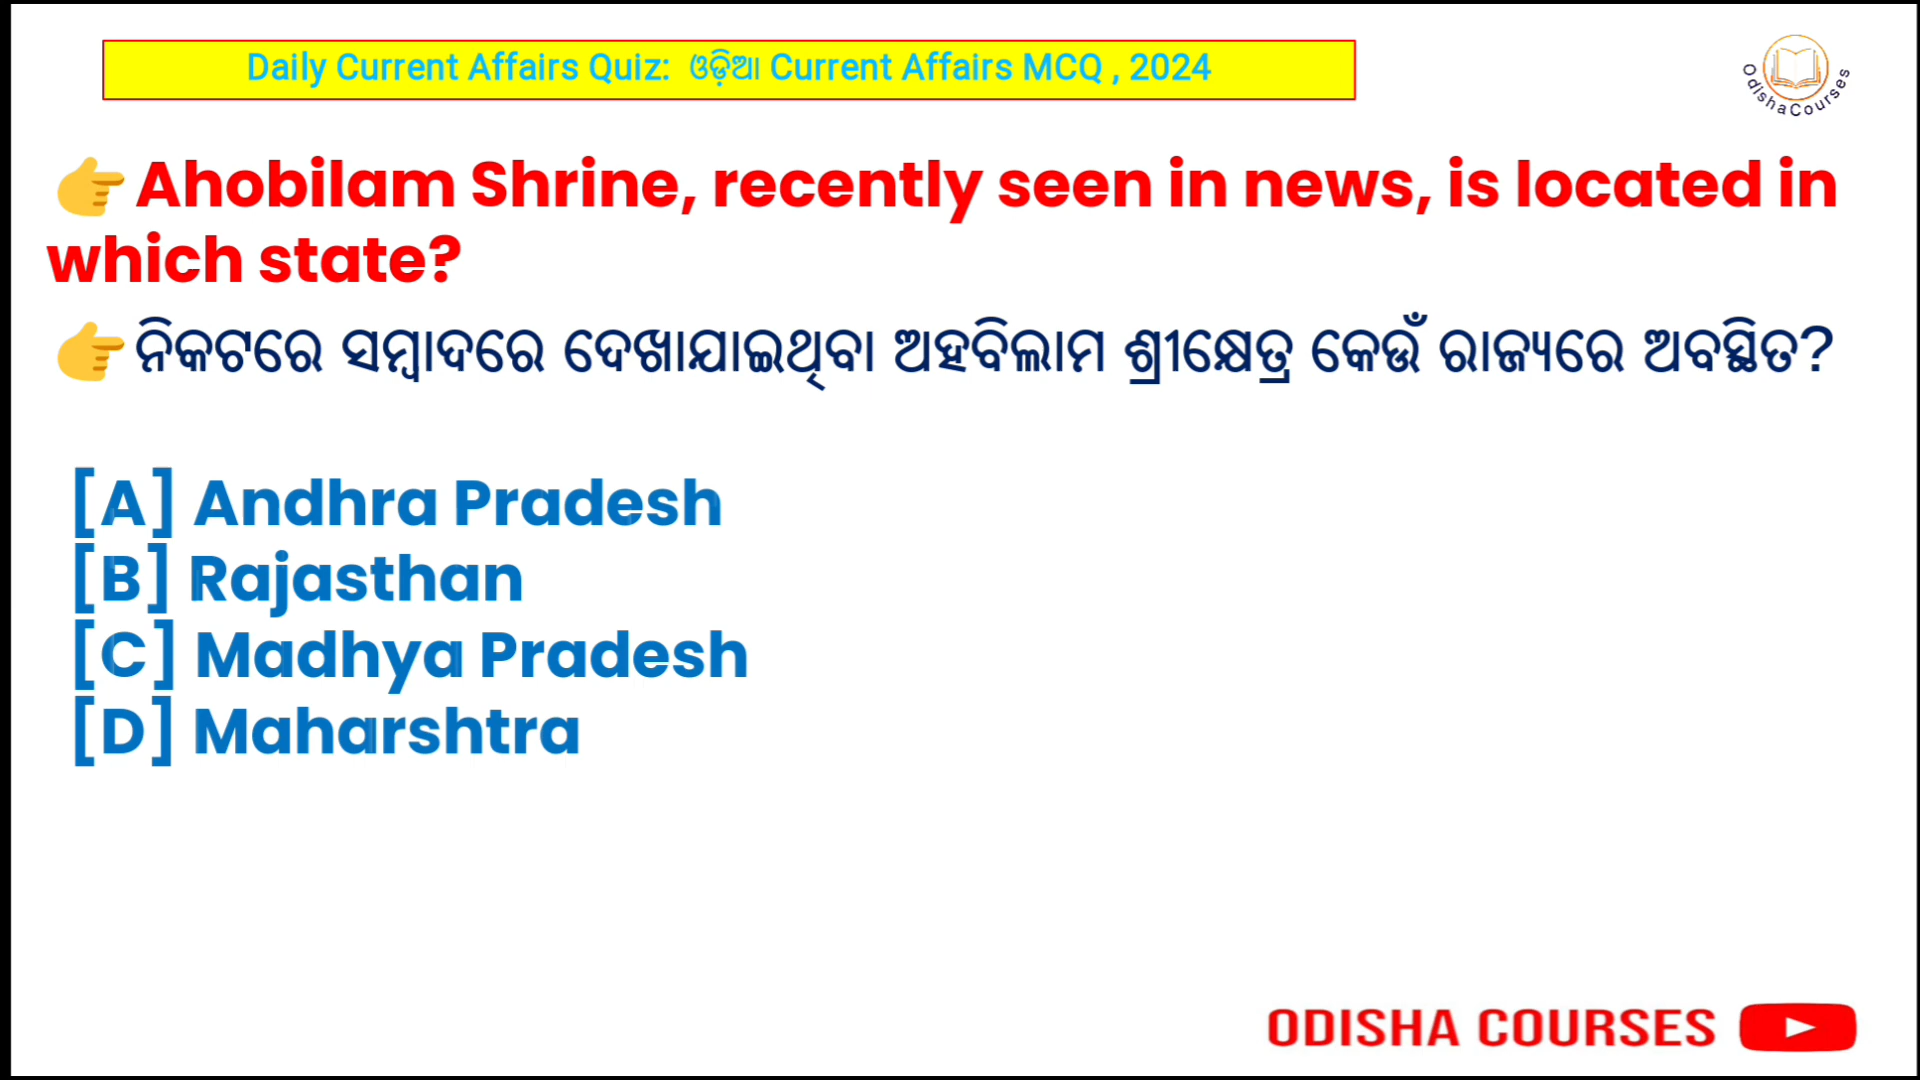 Daily Current Affairs Quiz: ଓଡ଼ିଆ Current Affairs MCQ , 2024
OdishaCourses
👉Ahobilam Shrine, recently seen in news, is located in
which state?
👉ନିକଟରେ ସମ୍ବାଦରେ ଦେଖାଯାଇଥିବା ଅହବିଲାମ ଶ୍ରୀକ୍ଷେତ୍ର କେଉଁ ରାଜ୍ୟରେ ଅବସ୍ଥିତ?
[A] Andhra Pradesh
[B] Rajasthan
[C] Madhya Pradesh
[D] Maharshtra
ODISHA COURSES